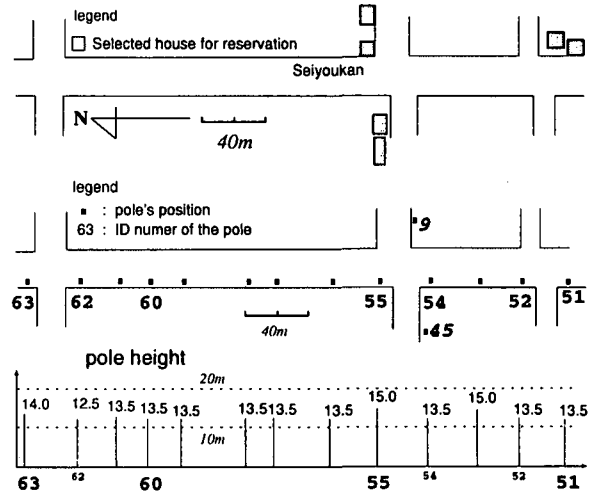 legend
Selected house for reservation
Seiyoukan
N
40m
legend
: pole's position
63 : ID numer of the pole
9
63 62 60 55 54 52 51
40m
45
pole height
20m
14.0 12.5 13.5 13.5 13.5 13.5 13.5 13.5 15.0 13.5 15.0 13.5 13.5
10m
63 62 60 55 54 52 51